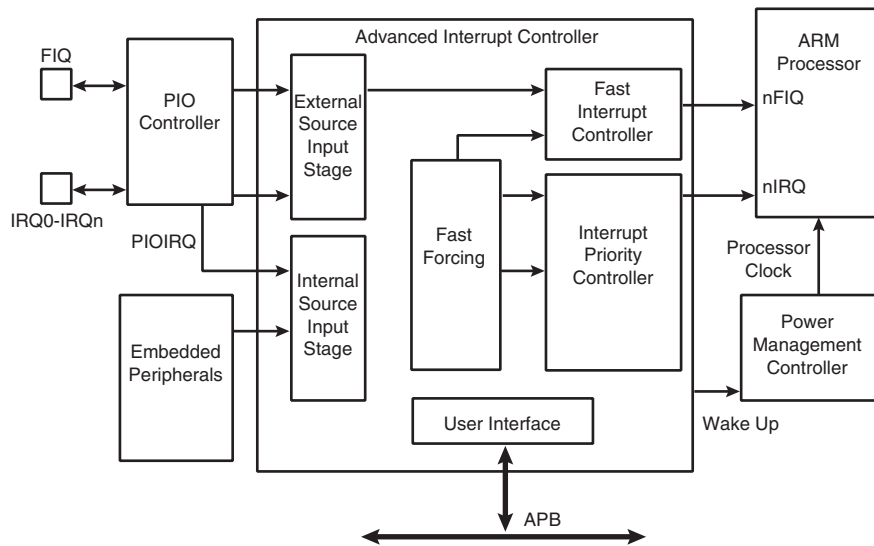 Advanced Interrupt Controller
FIQ
PIO
Controller
IRQ0-IRQn
PIOIRQ
Embedded
Peripherals
External
Source
Input
Stage
Internal
Source
Input
Stage
Fast
Forcing
Fast
Interrupt
Controller
Interrupt
Priority
Controller
User Interface
APB
ARM
Processor
nFIQ
nIRQ
Processor
Clock
Power
Management
Controller
Wake Up